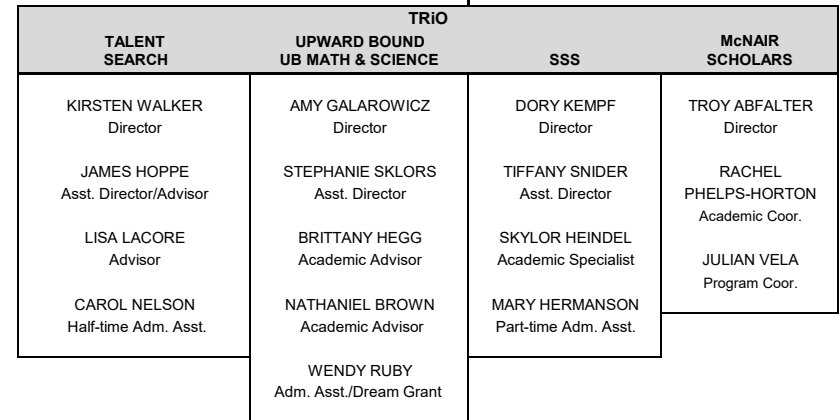 TRiO
TALENT
SEARCH
UPWARD BOUND
UB MATH & SCIENCE
SSS
McNAIR
SCHOLARS
KIRSTEN WALKER
Director
JAMES HOPPE
Asst. Director/Advisor
LISA LACORE
Advisor
CAROL NELSON
Half-time Adm. Asst.
AMY GALAROWICZ
Director
STEPHANIE SKLORS
Asst. Director
BRITTANY HEGG
Academic Advisor
NATHANIEL BROWN
Academic Advisor
WENDY RUBY
Adm. Asst./Dream Grant
DORY KEMPF
Director
TIFFANY SNIDER
Asst. Director
SKYLOR HEINDEL
Academic Specialist
MARY HERMANSON
Part-time Adm. Asst.
TROY ABFALTER
Director
RACHEL
PHELPS-HORTON
Academic Coor.
JULIAN VELA
Program Coor.